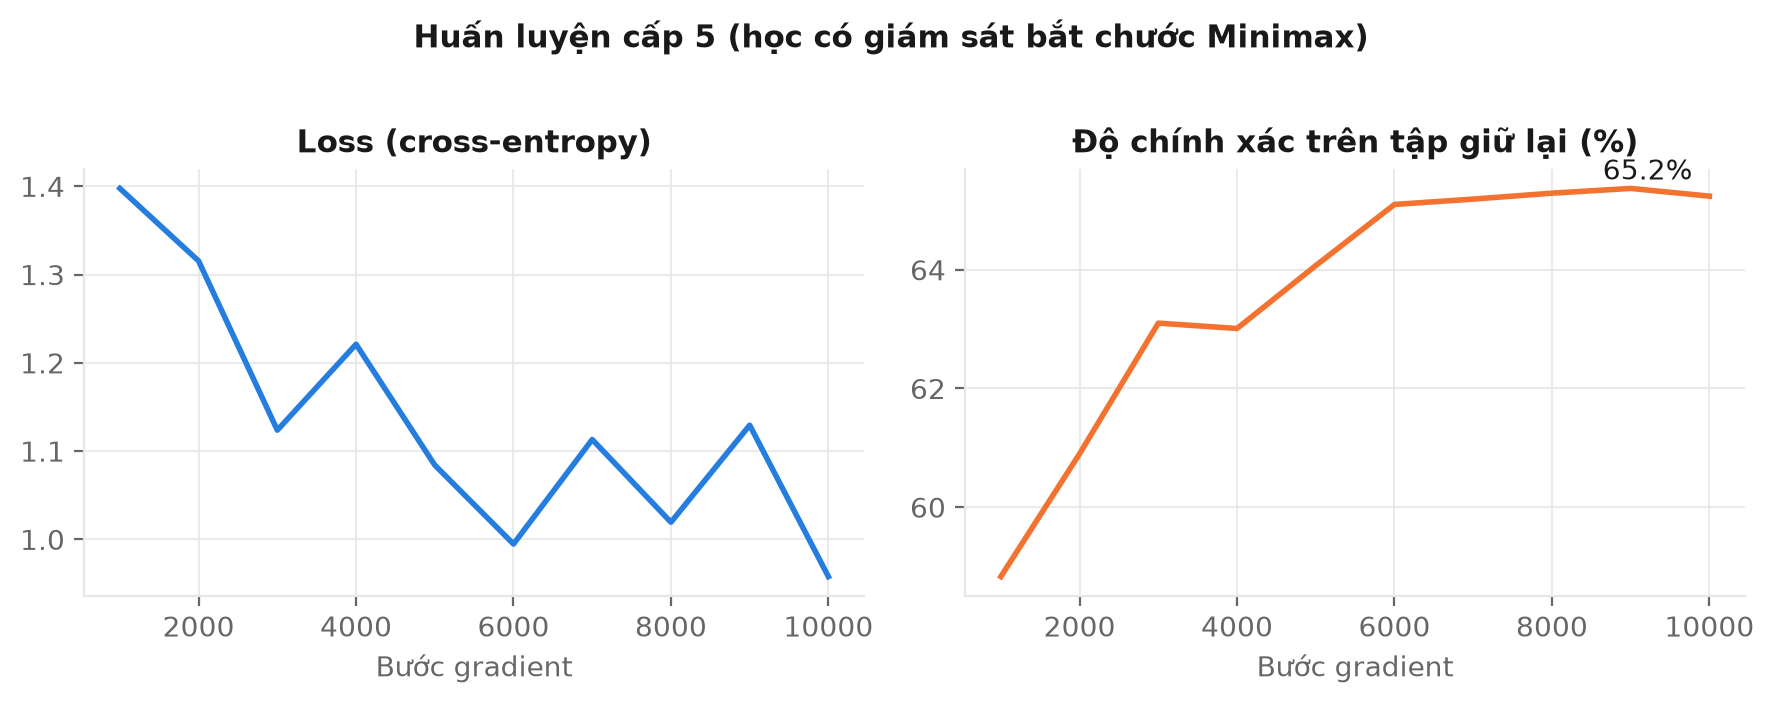 Huấn luyện cấp 5 (học có giám sát bắt chước Minimax)
Loss (cross-entropy)
1.4
1.3
1.2
1.1
1.0
2000 4000 6000 8000 10000
Bước gradient
Độ chính xác trên tập giữ lại (%)
65.2%
64
62
60
2000 4000 6000 8000 10000
Bước gradient